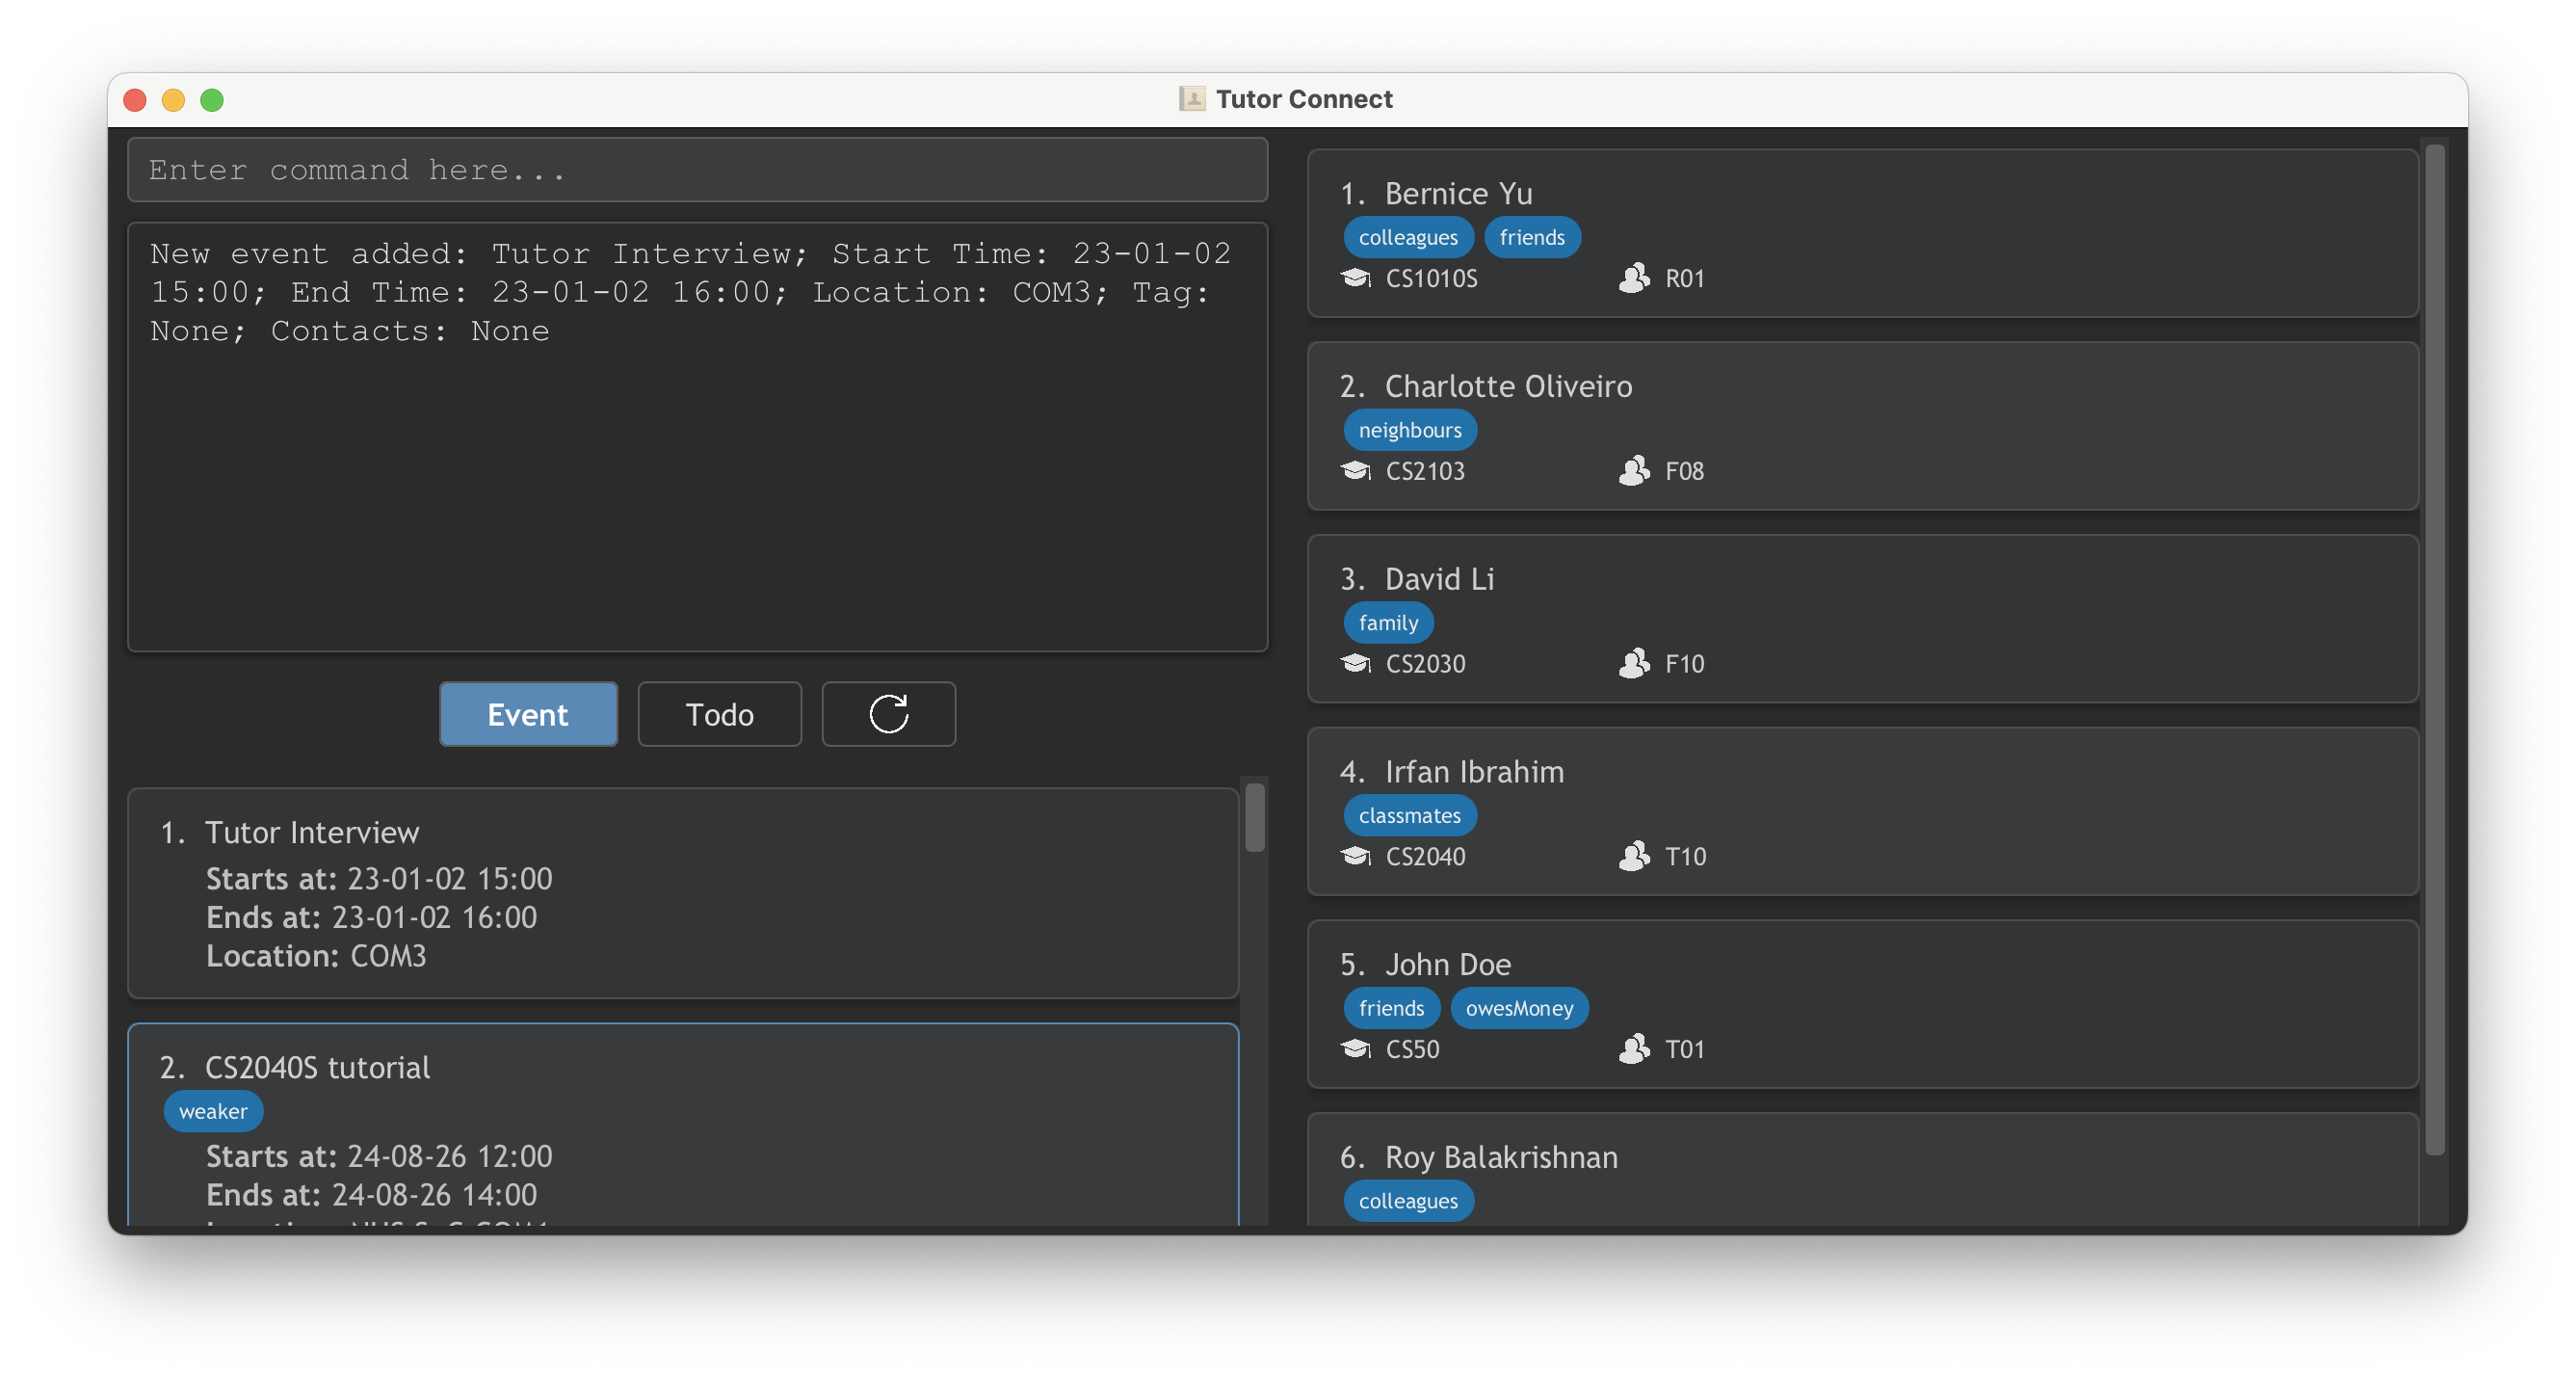 Tutor Connect
Enter command here...
New event added: Tutor Interview; Start Time: 23-01-02
15:00; End Time: 23-01-02 16:00; Location: COM3; Tag:
None; Contacts: None
Event
Todo
1. Tutor Interview
Starts at: 23-01-02 15:00
Ends at: 23-01-02 16:00
Location: COM3
2. CS2040S tutorial
weaker
Starts at: 24-08-26 12:00
Ends at: 24-08-26 14:00
1. Bernice Yu
colleagues friends
CS1010S R01
2. Charlotte Oliveiro
neighbours
CS2103 F08
3. David Li
family
CS2030 F10
4. Irfan Ibrahim
classmates
CS2040 T10
5. John Doe
friends owesMoney
CS50 T01
6. Roy Balakrishnan
colleagues